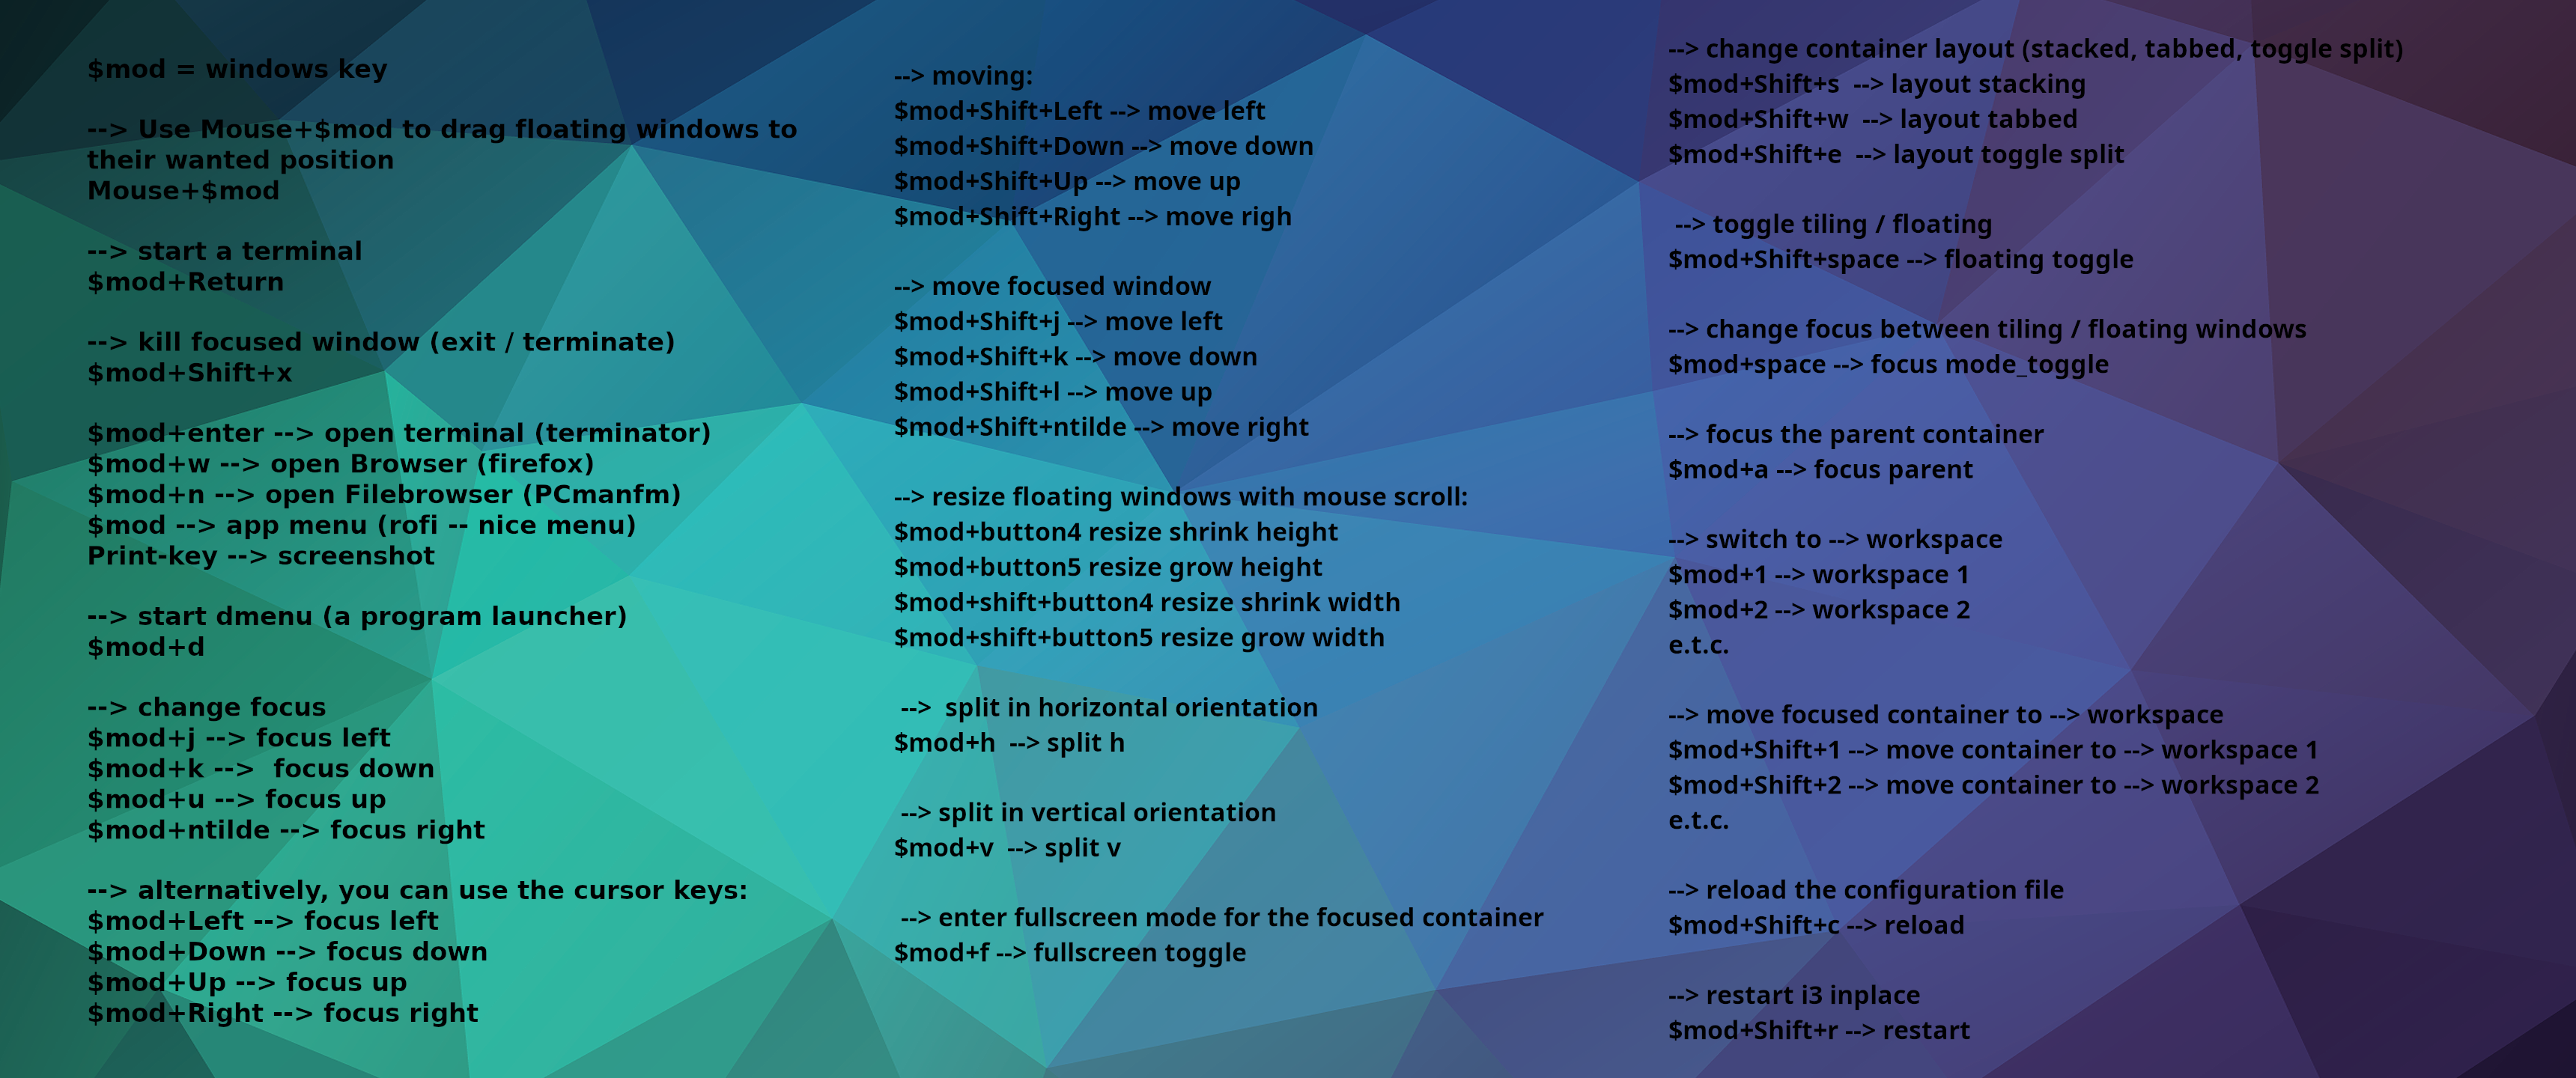 $mod = windows key
--> Use Mouse+$mod to drag floating windows to
their wanted position
Mouse+$mod
--> start a terminal
$mod+Return
--> kill focused window (exit / terminate)
$mod+Shift+x
$mod+enter --> open terminal (terminator)
$mod+w --> open Browser (firefox)
$mod+n --> open Filebrowser (PCmanfm)
$mod --> app menu (rofi -- nice menu)
Print-key --> screenshot
--> start dmenu (a program launcher)
$mod+d
--> change focus
$mod+j --> focus left
$mod+k -->  focus down
$mod+u --> focus up
$mod+ntilde --> focus right
--> alternatively, you can use the cursor keys:
$mod+Left --> focus left
$mod+Down --> focus down
$mod+Up --> focus up
$mod+Right --> focus right
--> moving:
$mod+Shift+Left --> move left
$mod+Shift+Down --> move down
$mod+Shift+Up --> move up
$mod+Shift+Right --> move righ
--> move focused window
$mod+Shift+j --> move left
$mod+Shift+k --> move down
$mod+Shift+l --> move up
$mod+Shift+ntilde --> move right
--> resize floating windows with mouse scroll:
$mod+button4 resize shrink height
$mod+button5 resize grow height
$mod+shift+button4 resize shrink width
$mod+shift+button5 resize grow width
-->  split in horizontal orientation
$mod+h  --> split h
--> split in vertical orientation
$mod+v  --> split v
--> enter fullscreen mode for the focused container
$mod+f --> fullscreen toggle
--> change container layout (stacked, tabbed, toggle split)
$mod+Shift+s  --> layout stacking
$mod+Shift+w  --> layout tabbed
$mod+Shift+e  --> layout toggle split
--> toggle tiling / floating
$mod+Shift+space --> floating toggle
--> change focus between tiling / floating windows
$mod+space --> focus mode_toggle
--> focus the parent container
$mod+a --> focus parent
--> switch to --> workspace
$mod+1 --> workspace 1
$mod+2 --> workspace 2
e.t.c.
--> move focused container to --> workspace
$mod+Shift+1 --> move container to --> workspace 1
$mod+Shift+2 --> move container to --> workspace 2
e.t.c.
--> reload the configuration file
$mod+Shift+c --> reload
--> restart i3 inplace
$mod+Shift+r --> restart